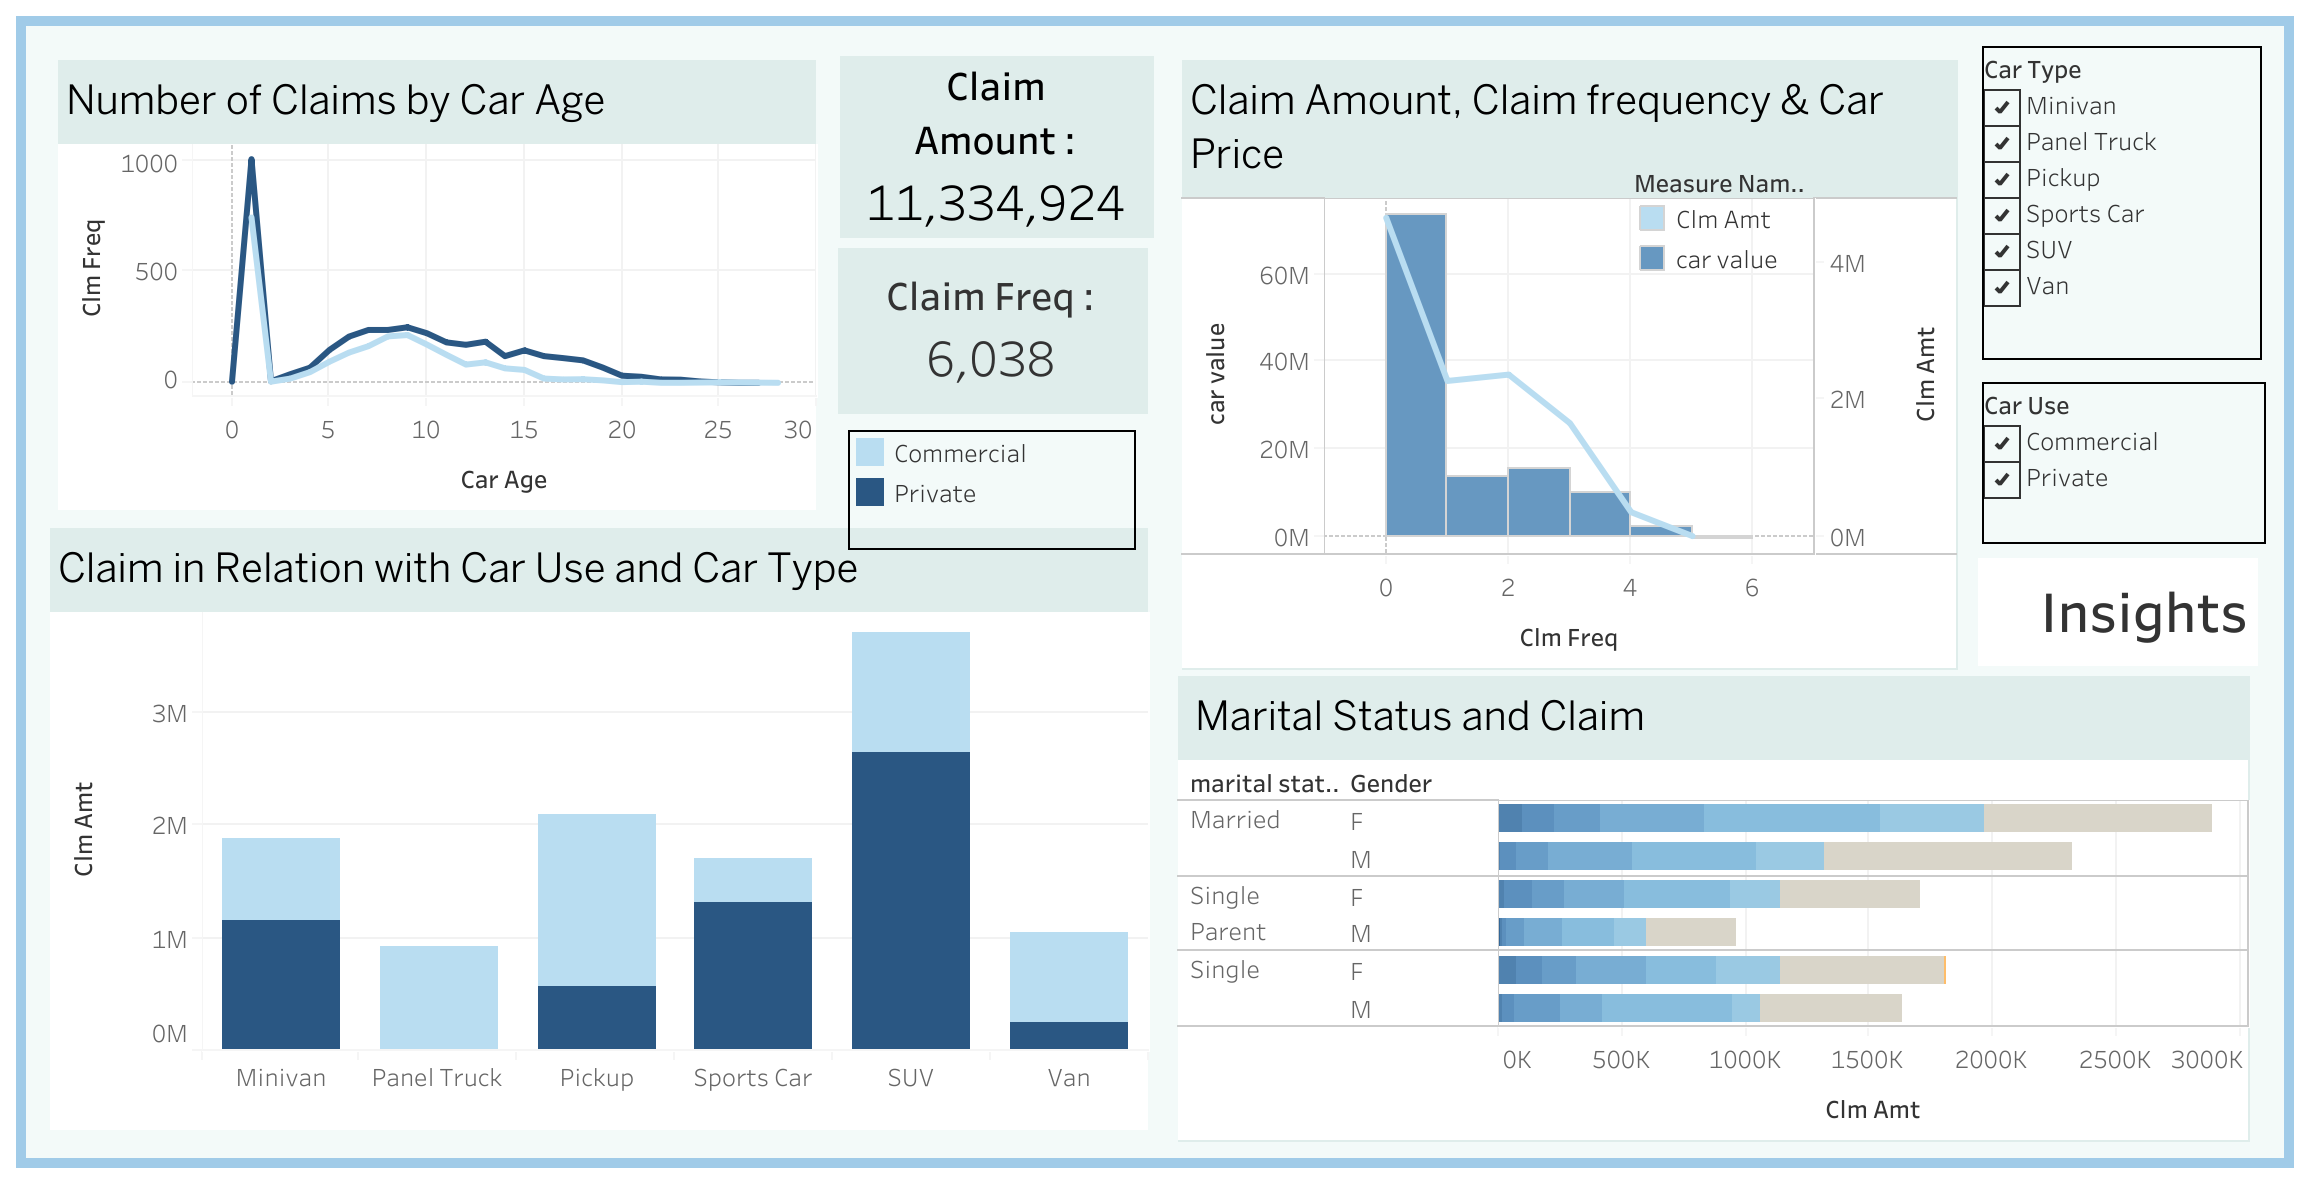 Number of Claims by Car Age
1000
500
0
Clm Freq
0 5 10 15 20 25 30
Car Age
Claim
Amount :
11,334,924
Claim Freq :
6,038
Commercial
Private
Claim Amount, Claim frequency & Car
Price
Measure Nam..
Clm Amt
car value
60M
40M
20M
0M
car value
4M
2M
0M
Clm Amt
0 2 4 6
Clm Freq
Car Type
Minivan
Panel Truck
Pickup
Sports Car
SUV
Van
Car Use
Commercial
Private
Insights
Claim in Relation with Car Use and Car Type
3M
2M
1M
0M
Clm Amt
Minivan Panel Truck Pickup Sports Car SUV Van
Marital Status and Claim
marital stat.. Gender
Married F
M
Single F
Parent M
Single F
M
0K 500K 1000K 1500K 2000K 2500K 3000K
Clm Amt